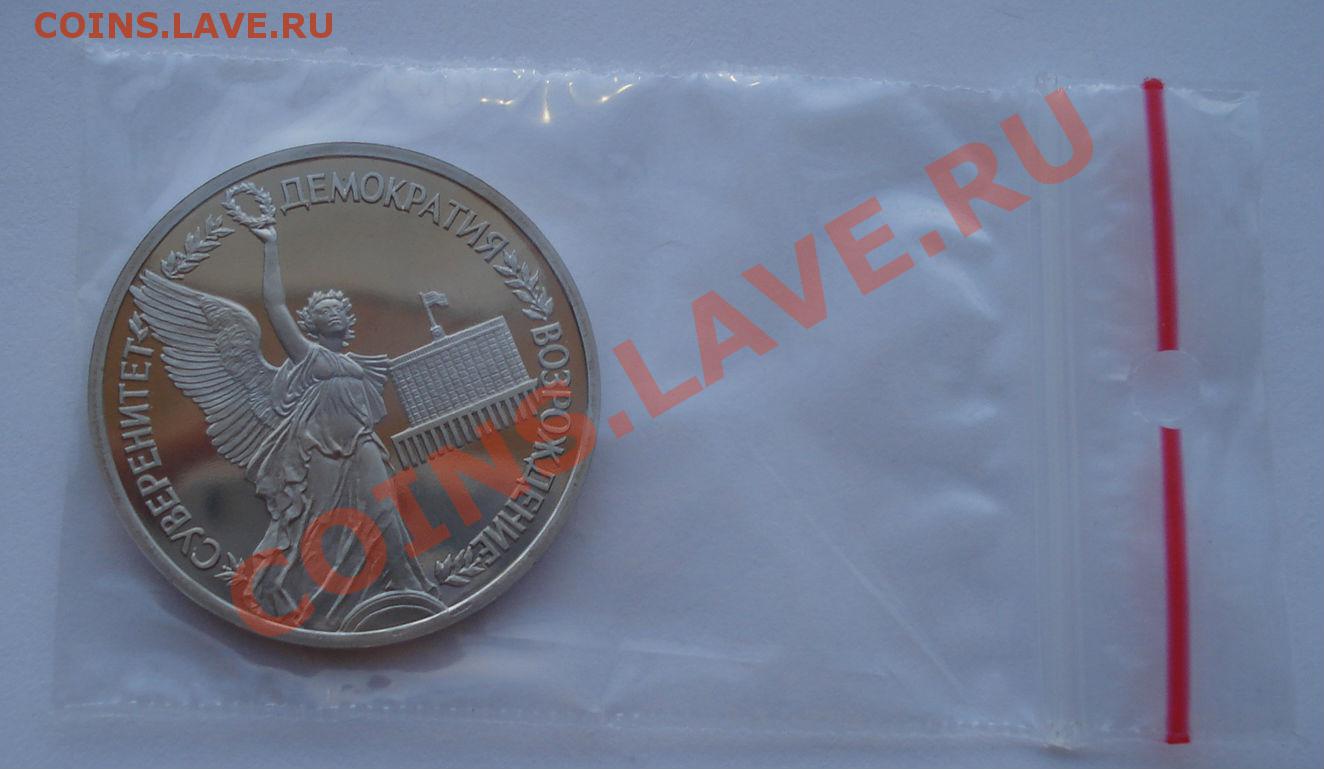 COINS.LAVE.RU
СУВЕРЕНИТЕТ
ДЕМОКРАТИЯ
ВОЗРОЖДЕНИЕ
COINS.LAVE.RU